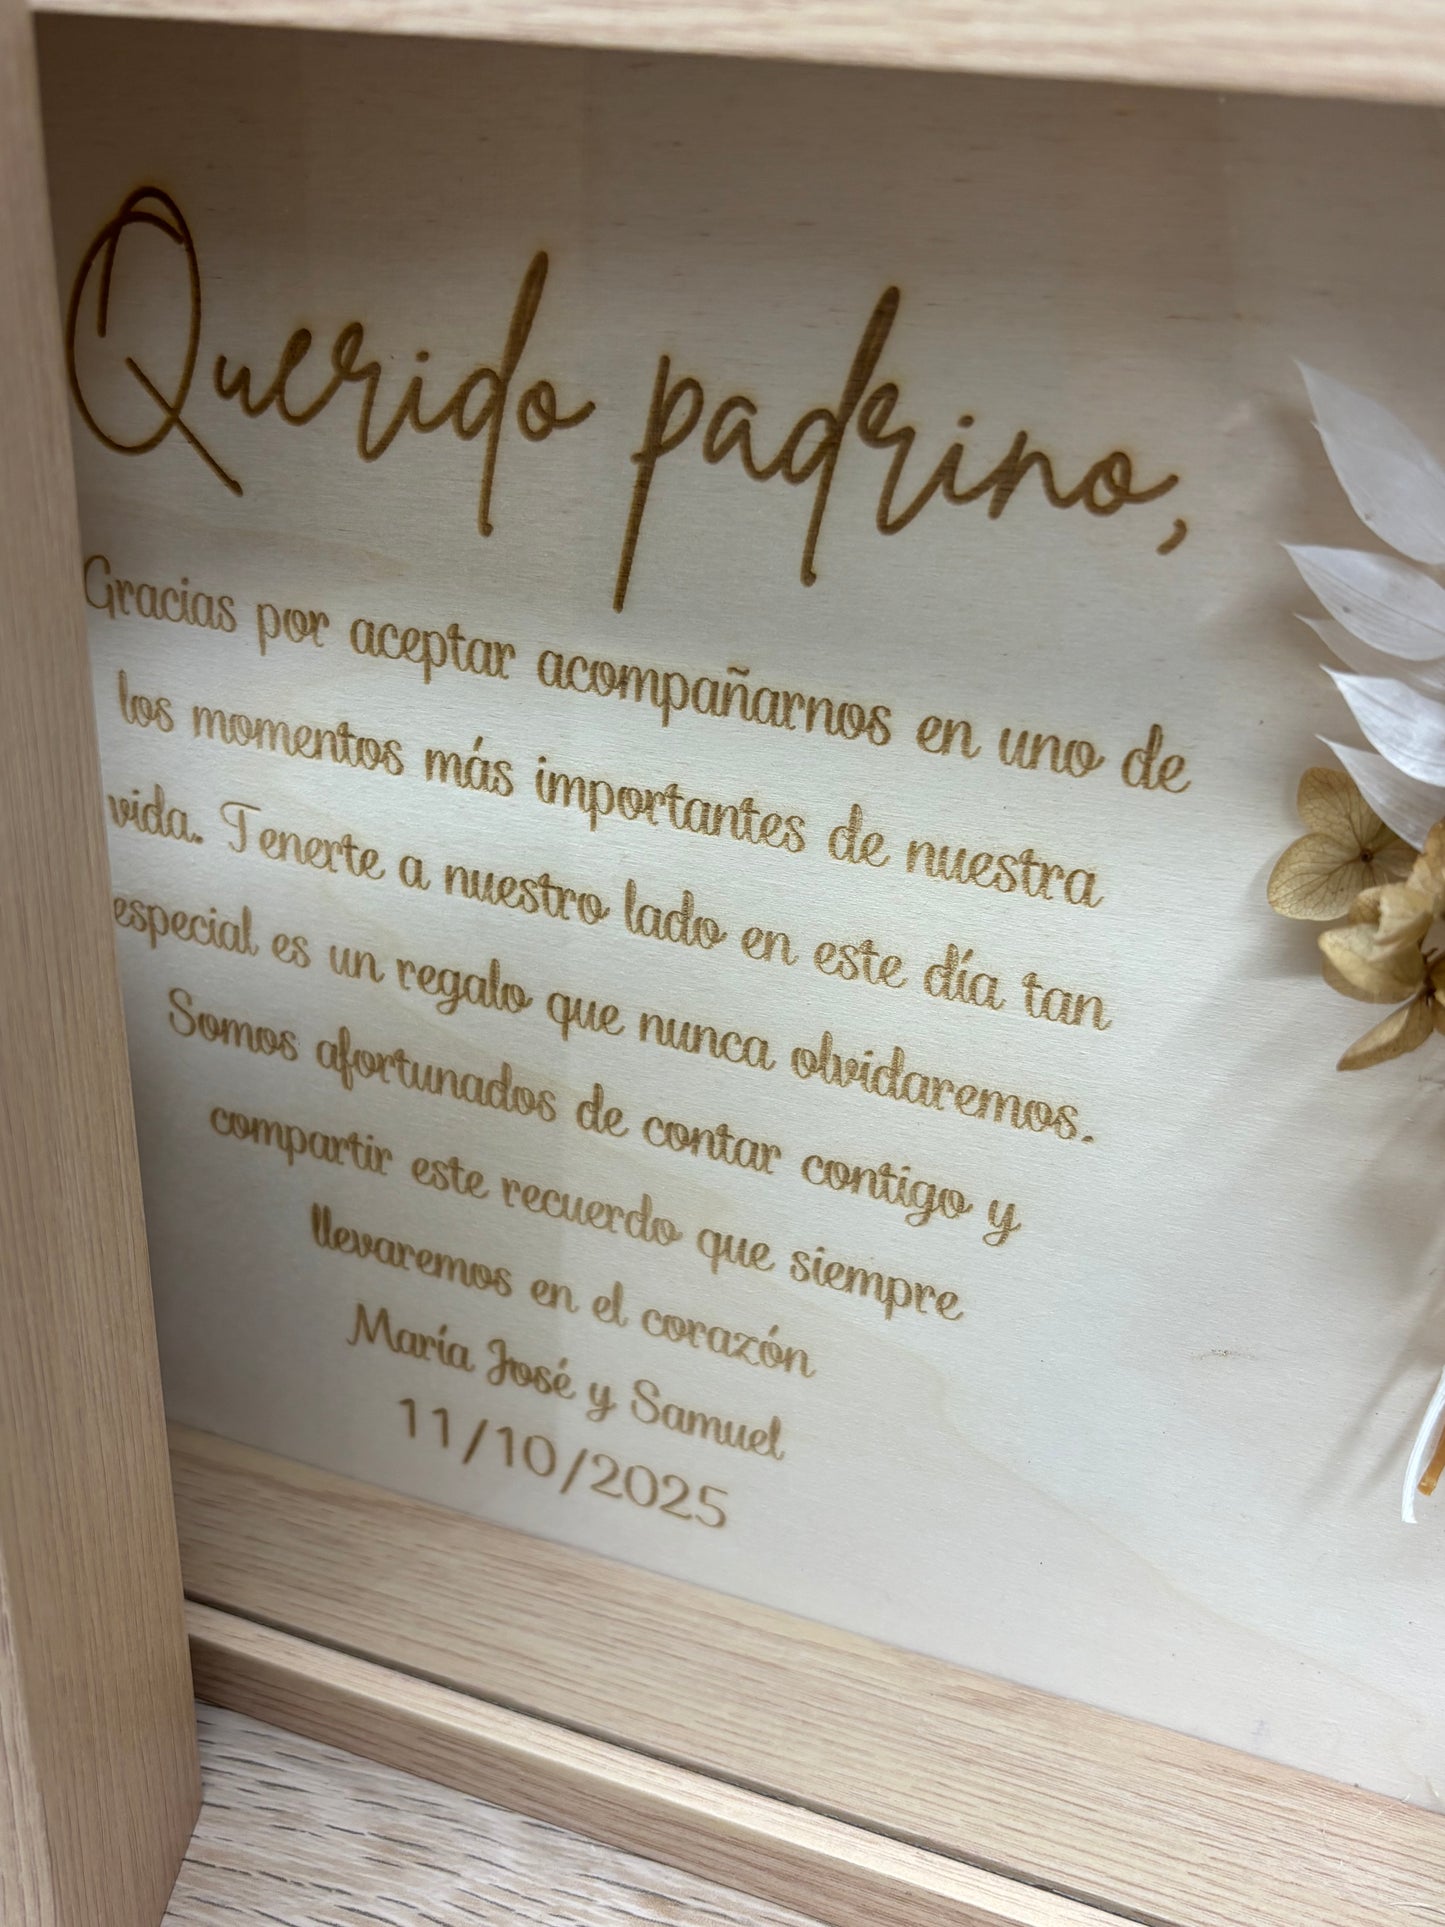 Querido padrino,
Gracias por aceptar acompañarnos en uno de
los momentos más importantes de nuestra
vida. Tenerte a nuestro lado en este día tan
especial es un regalo que nunca olvidaremos.
Somos afortunados de contar contigo y
compartir este recuerdo que siempre
llevaremos en el corazón
María José y Samuel
11/10/2025